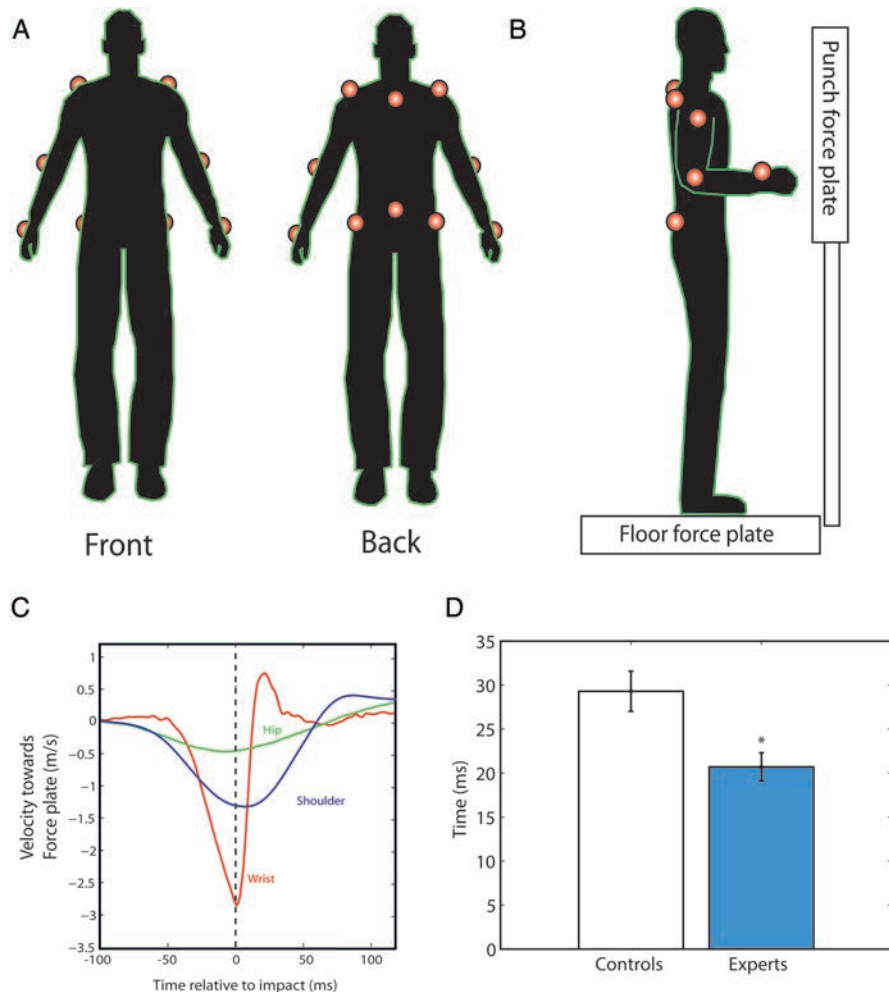 A
B
Punch force plate
Floor force plate
Front
Back
C
1
0.5
0
−0.5
−1
−1.5
−2
−2.5
−3
−3.5
-100
-50
0
50
100
Velocity towards
Force plate (m/s)
Time relative to impact (ms)
Hip
Shoulder
Wrist
D
35
30
25
20
15
10
5
0
Time (ms)
*
Controls
Experts